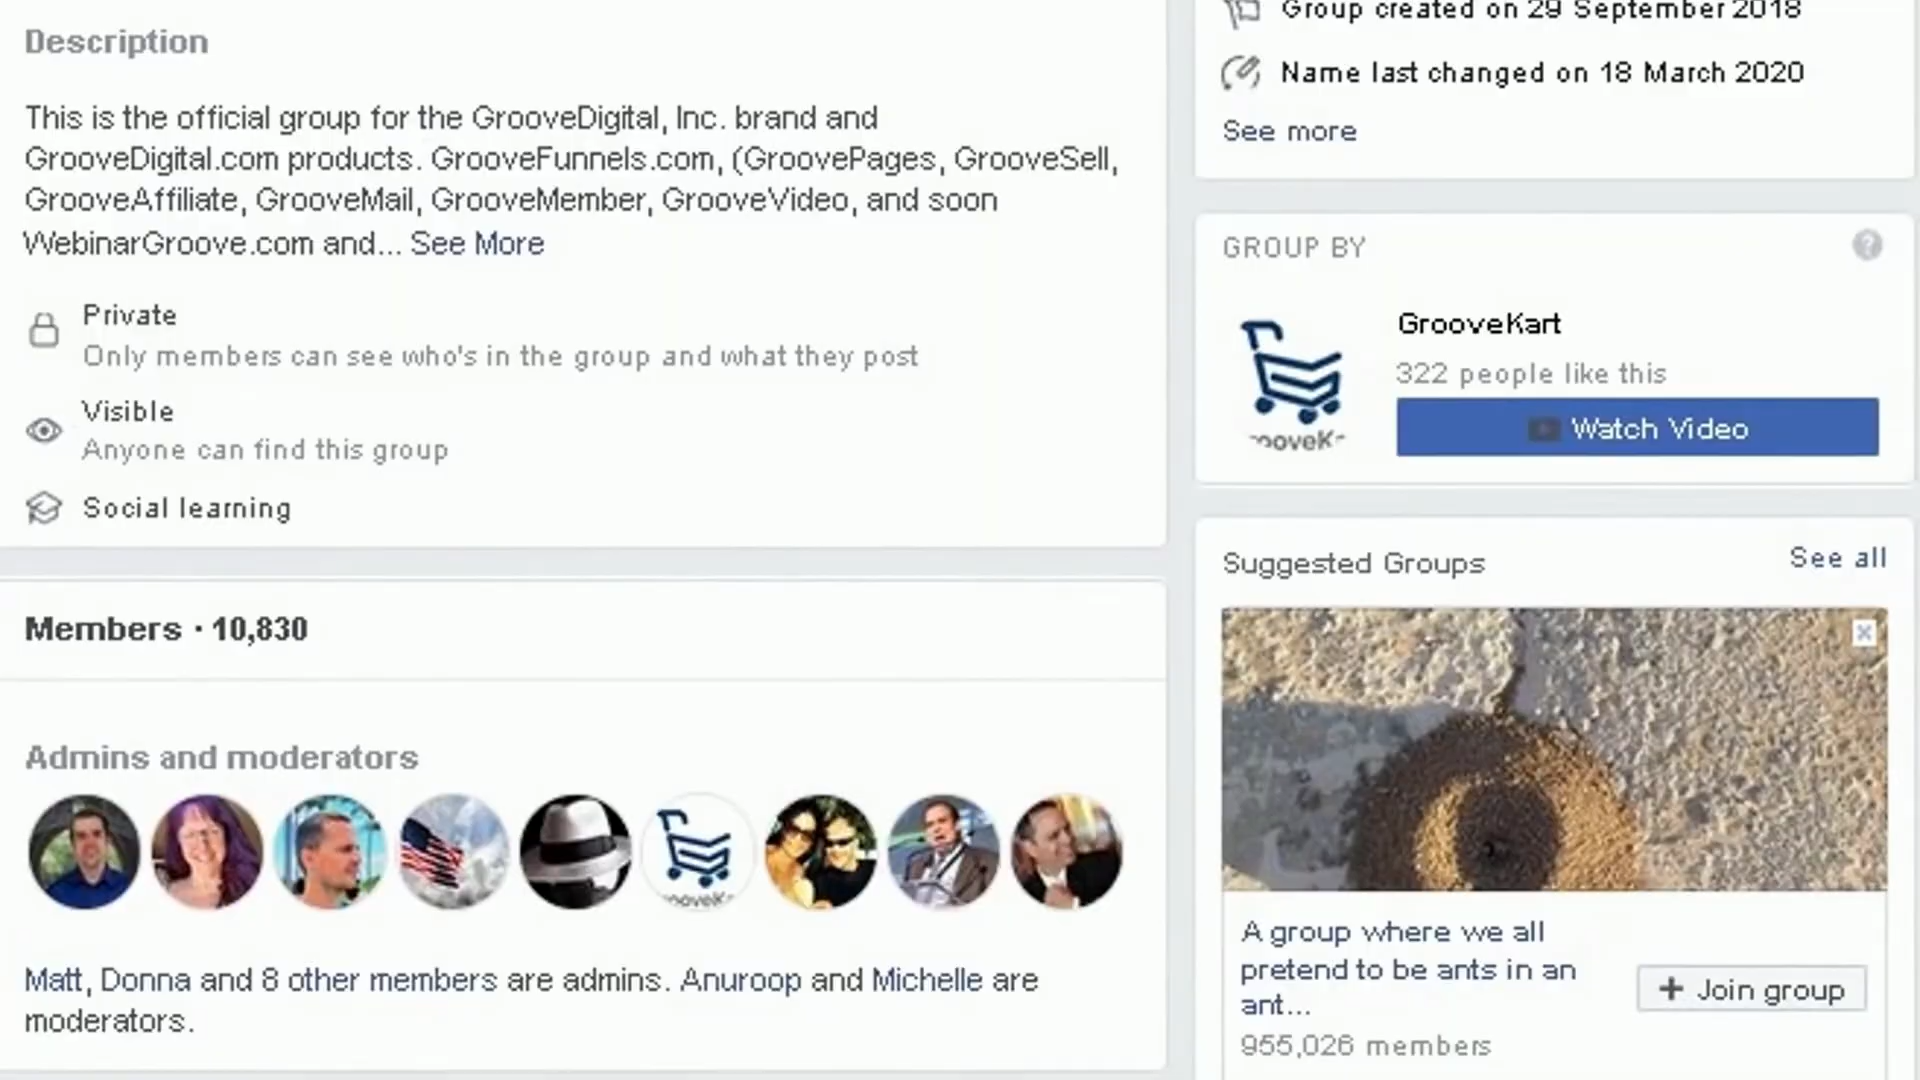 Description
This is the official group for the GrooveDigital, Inc. brand and
GrooveDigital.com products. GrooveFunnels.com, (GroovePages, GrooveSell,
GrooveAffiliate, GrooveMail, GrooveMember, GrooveVideo, and soon
WebinarGroove.com and... See More
Private
Only members can see who's in the group and what they post
Visible
Anyone can find this group
Social learning
Members · 10,830
Admins and moderators
Matt, Donna and 8 other members are admins. Anuroop and Michelle are
moderators.
Group created on 29 September 2018
Name last changed on 18 March 2020
See more
GROUP BY
GrooveKart
322 people like this
Watch Video
Suggested Groups
See all
A group where we all
pretend to be ants in an
ant...
+ Join group
955,026 members